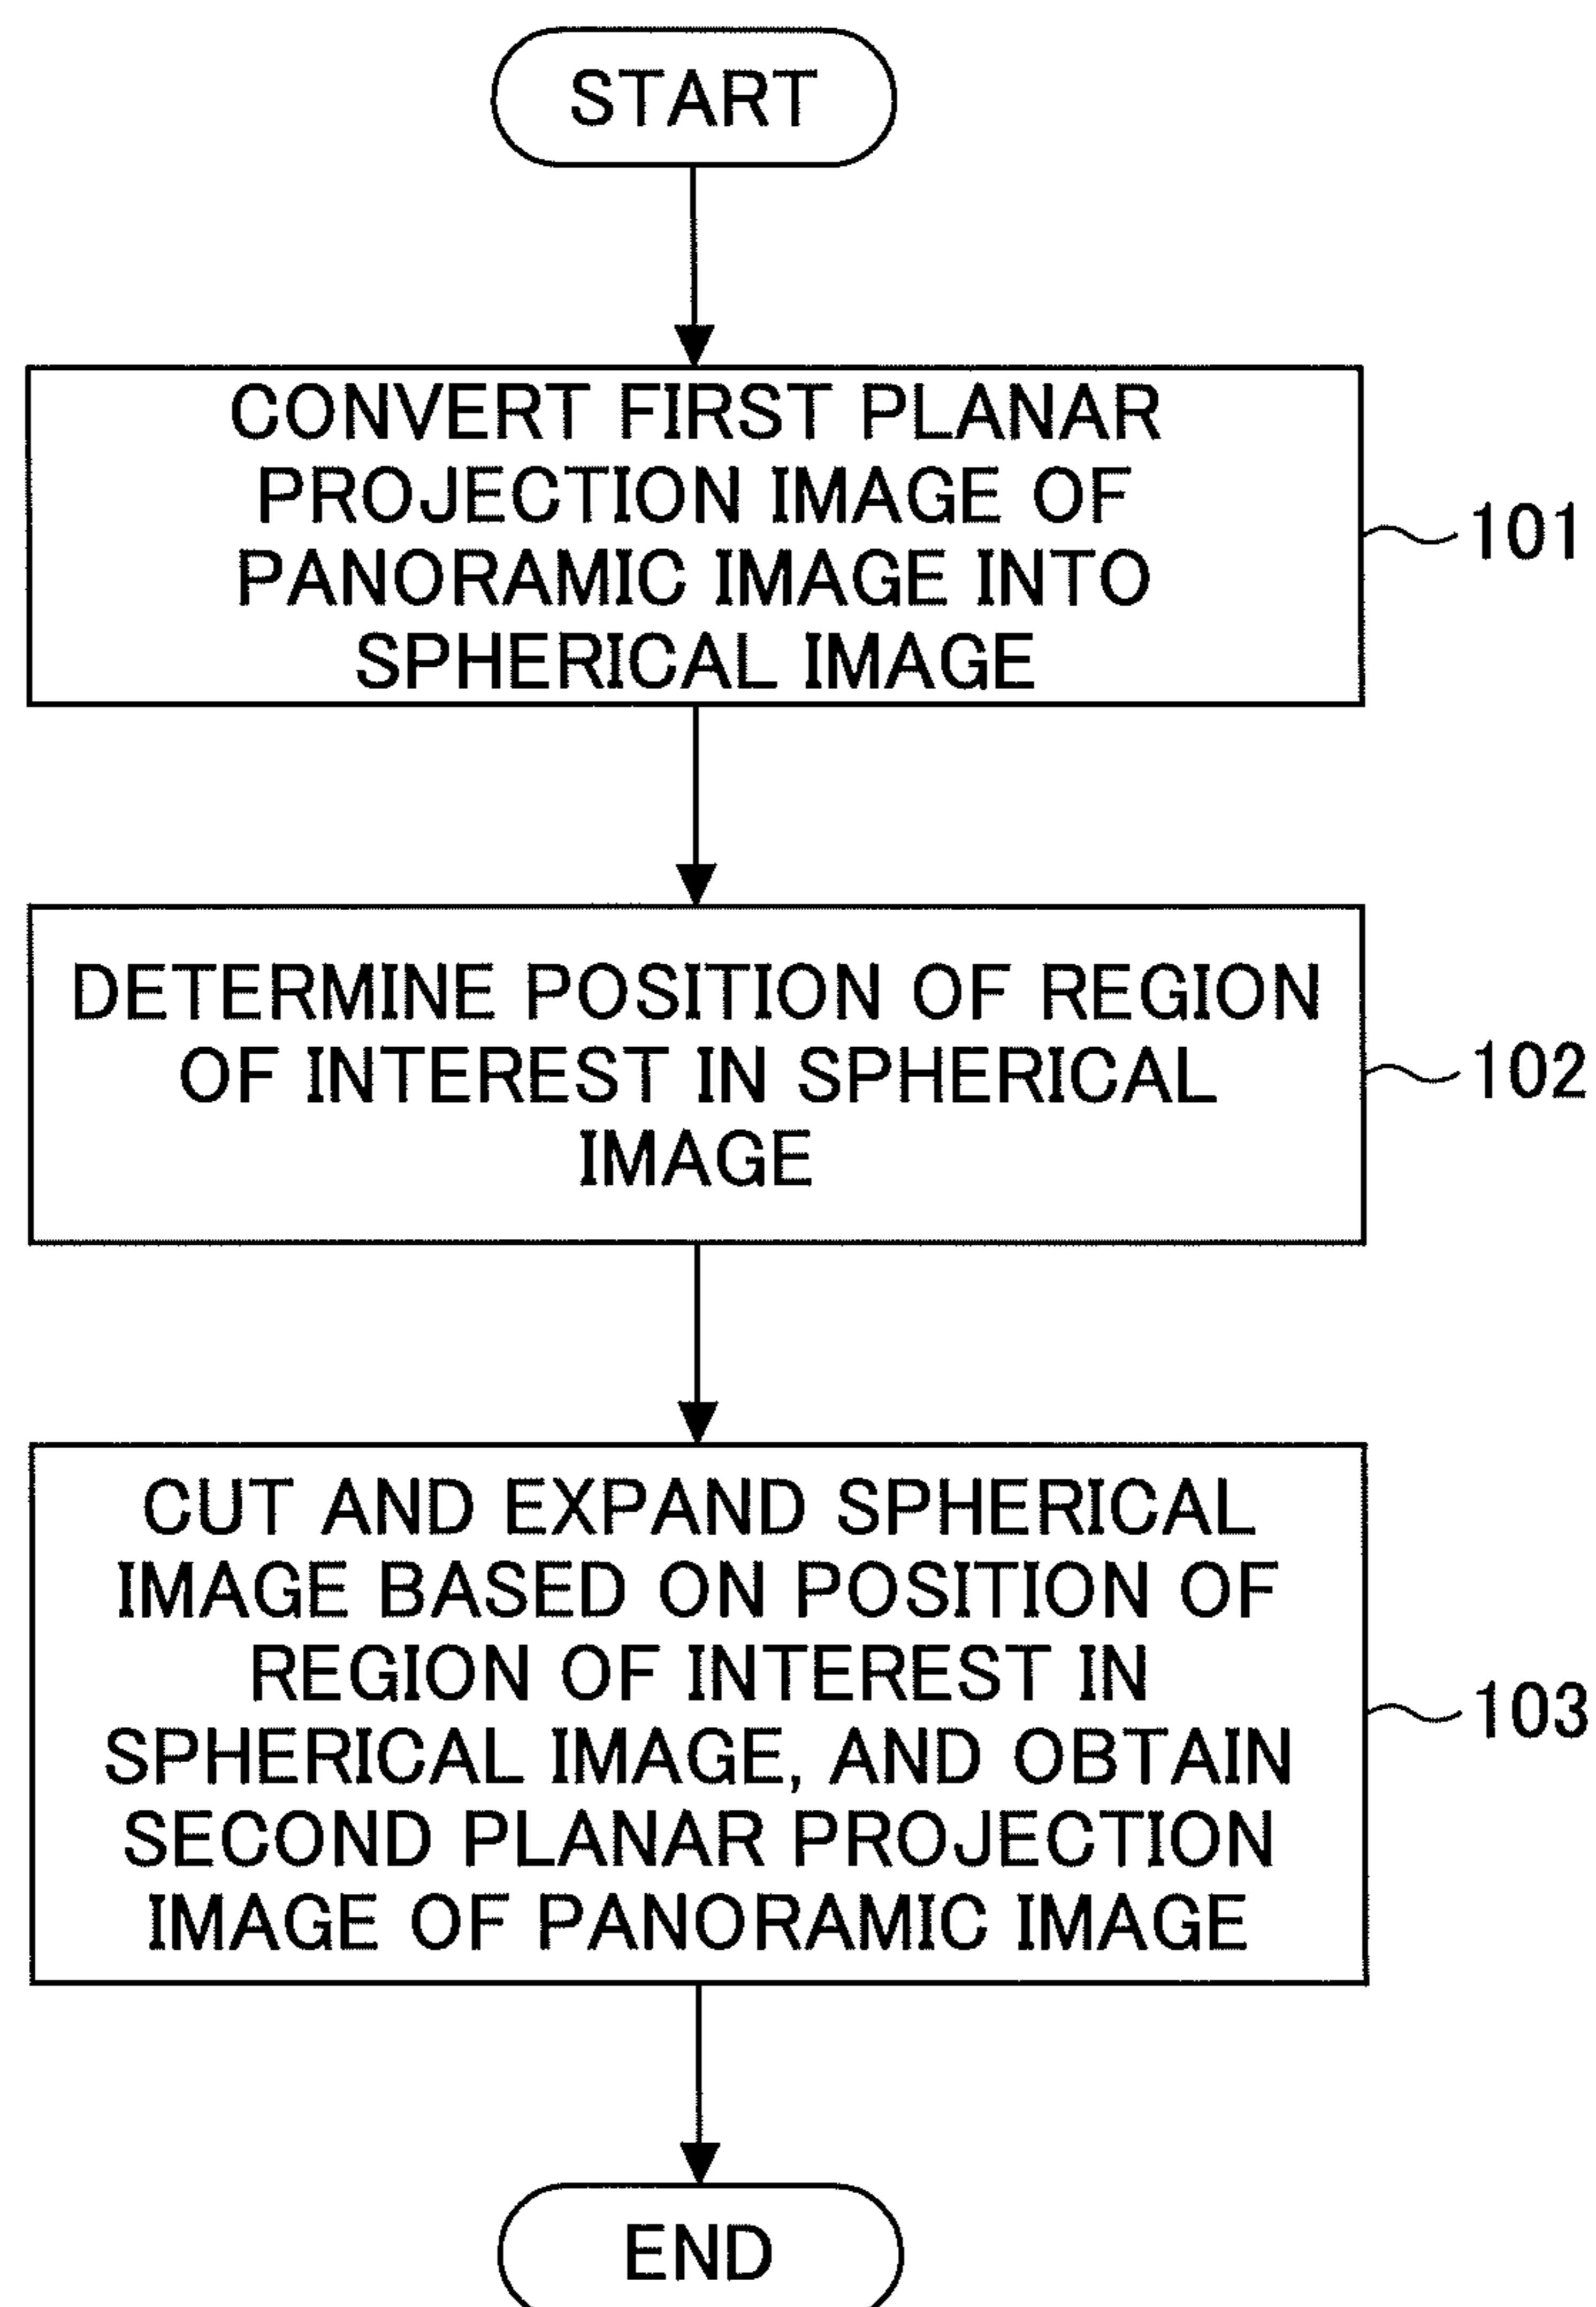 START
CONVERT FIRST PLANAR
PROJECTION IMAGE OF
PANORAMIC IMAGE INTO
SPHERICAL IMAGE
101
DETERMINE POSITION OF REGION
OF INTEREST IN SPHERICAL
IMAGE
102
CUT AND EXPAND SPHERICAL
IMAGE BASED ON POSITION OF
REGION OF INTEREST IN
SPHERICAL IMAGE, AND OBTAIN
SECOND PLANAR PROJECTION
IMAGE OF PANORAMIC IMAGE
103
END